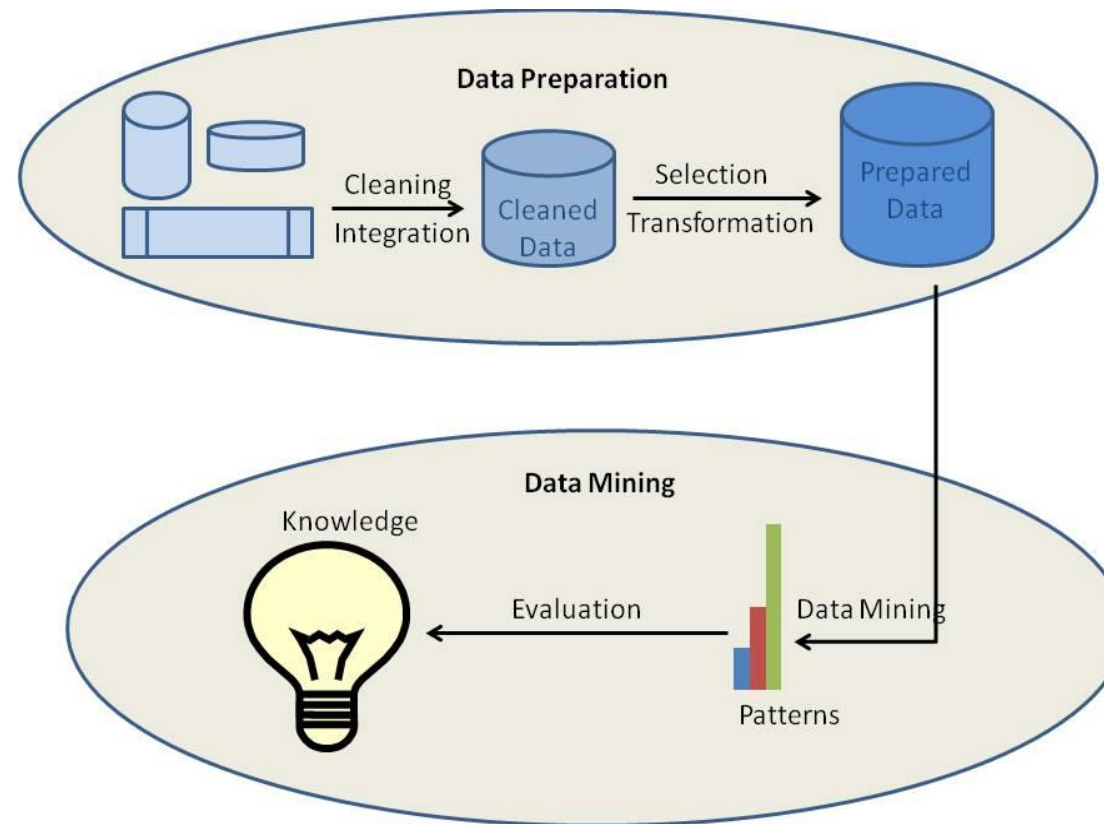 Data Preparation
Cleaning
Integration
Cleaned
Data
Selection
Transformation
Prepared
Data
Data Mining
Knowledge
Evaluation
Data Mining
Patterns